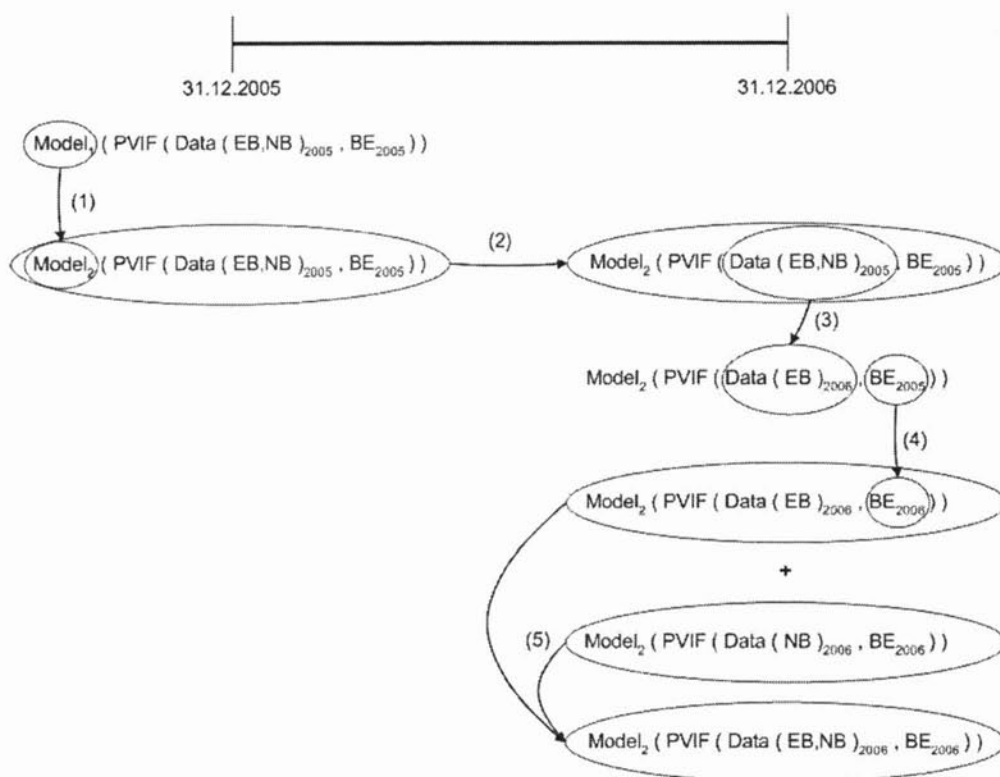 31.12.2005 31.12.2006
Model₁ ( PVIF ( Data ( EB,NB )₂₀₀₅ , BE₂₀₀₅ ) )
(1)
Model₂ ( PVIF ( Data ( EB,NB )₂₀₀₅ , BE₂₀₀₅ ) ) (2) Model₂ ( PVIF ( Data ( EB,NB )₂₀₀₅ , BE₂₀₀₅ ) )
(3)
Model₂ ( PVIF ( Data ( EB )₂₀₀₆ , BE₂₀₀₅ ) )
(4)
Model₂ ( PVIF ( Data ( EB )₂₀₀₆ , BE₂₀₀₆ ) )
+
(5) Model₂ ( PVIF ( Data ( NB )₂₀₀₆ , BE₂₀₀₆ ) )
Model₂ ( PVIF ( Data ( EB,NB )₂₀₀₆ , BE₂₀₀₆ ) )